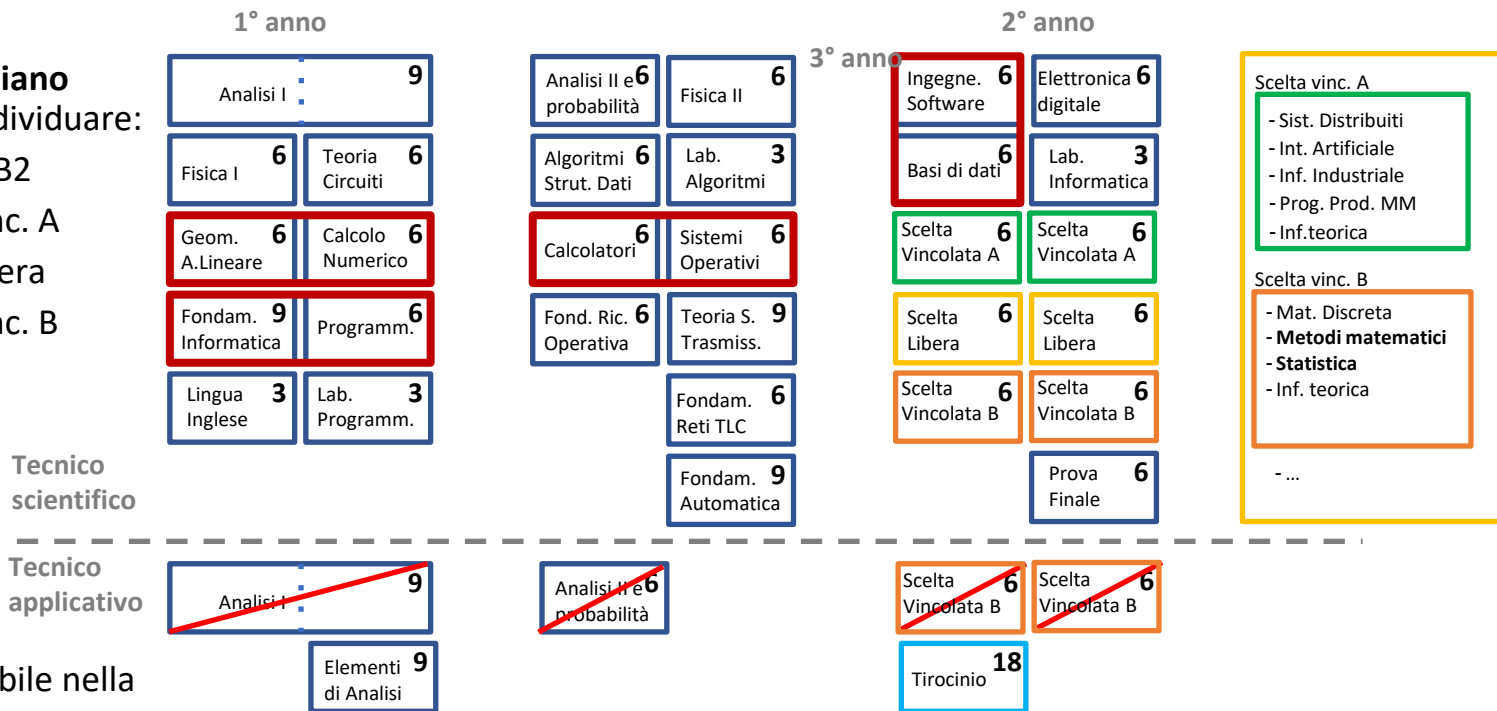 1° anno
2° anno
3° anno
iano
dividuare:
B2
nc. A
era
nc. B
Analisi I
9
Fisica I
6
Teoria
Circuiti
6
Geom.
A.Lineare
6
Calcolo
Numerico
6
Fondam.
Informatica
9
Programm.
6
Lingua
Inglese
3
Lab.
Programm.
3
Analisi II e
probabilità
6
Fisica II
6
Algoritmi
Strut. Dati
6
Lab.
Algoritmi
3
Calcolatori
6
Sistemi
Operativi
6
Fond. Ric.
Operativa
6
Teoria S.
Trasmiss.
9
Fondam.
Reti TLC
6
Fondam.
Automatica
9
Ingegne.
Software
6
Elettronica
digitale
6
Basi di dati
6
Lab.
Informatica
3
Scelta
Vincolata A
6
Scelta
Vincolata A
6
Scelta
Libera
6
Scelta
Libera
6
Scelta
Vincolata B
6
Scelta
Vincolata B
6
Prova
Finale
6
Scelta vinc. A
- Sist. Distribuiti
- Int. Artificiale
- Inf. Industriale
- Prog. Prod. MM
- Inf.teorica
Scelta vinc. B
- Mat. Discreta
- Metodi matematici
- Statistica
- Inf. teorica
- ...
Tecnico
scientifico
Tecnico
applicativo
Analisi I
9
Analisi II e
probabilità
6
Scelta
Vincolata B
6
Scelta
Vincolata B
6
Elementi
di Analisi
9
Tirocinio
18
bile nella